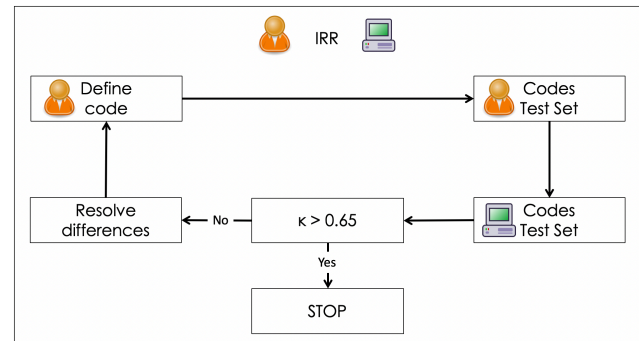 IRR
Define
code
Codes
Test Set
Resolve
differences
No
κ > 0.65
Codes
Test Set
Yes
STOP